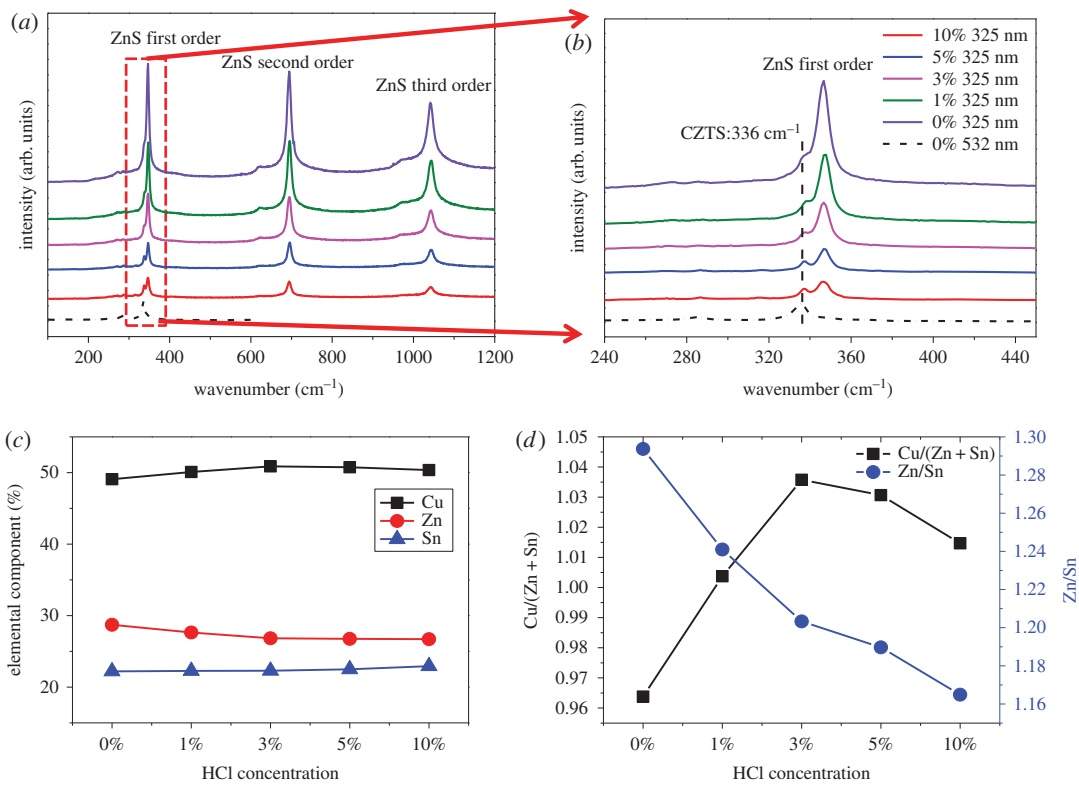 (a)
ZnS first order
ZnS second order
ZnS third order
intensity (arb. units)
200 400 600 800 1000 1200
wavenumber (cm–1)
(b)
ZnS first order
CZTS:336 cm–1
10% 325 nm
5% 325 nm
3% 325 nm
1% 325 nm
0% 325 nm
0% 532 nm
intensity (arb. units)
240 280 320 360 400 440
wavenumber (cm–1)
(c)
50
40
30
20
elemental component (%)
Cu
Zn
Sn
0% 1% 3% 5% 10%
HCl concentration
(d)
1.05
1.04
1.03
1.02
1.01
1.00
0.99
0.98
0.97
0.96
Cu/(Zn + Sn)
Cu/(Zn + Sn)
Zn/Sn
1.30
1.28
1.26
1.24
1.22
1.20
1.18
1.16
Zn/Sn
0% 1% 3% 5% 10%
HCl concentration